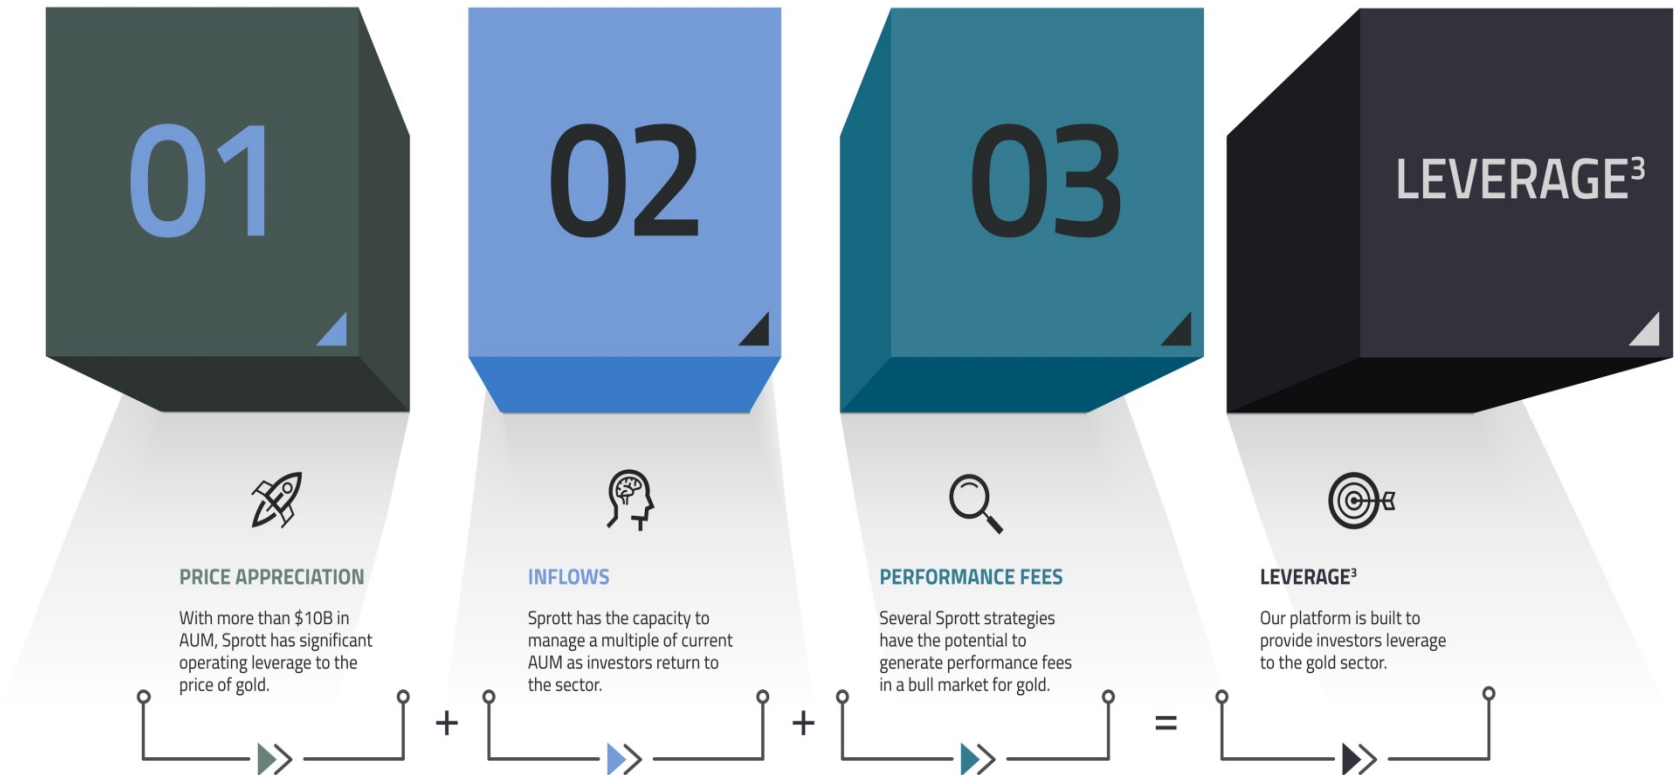 01
02
03
LEVERAGE³
PRICE APPRECIATION
With more than $10B in
AUM, Sprott has significant
operating leverage to the
price of gold.
+
INFLOWS
Sprott has the capacity to
manage a multiple of current
AUM as investors return to
the sector.
+
PERFORMANCE FEES
Several Sprott strategies
have the potential to
generate performance fees
in a bull market for gold.
=
LEVERAGE³
Our platform is built to
provide investors leverage
to the gold sector.